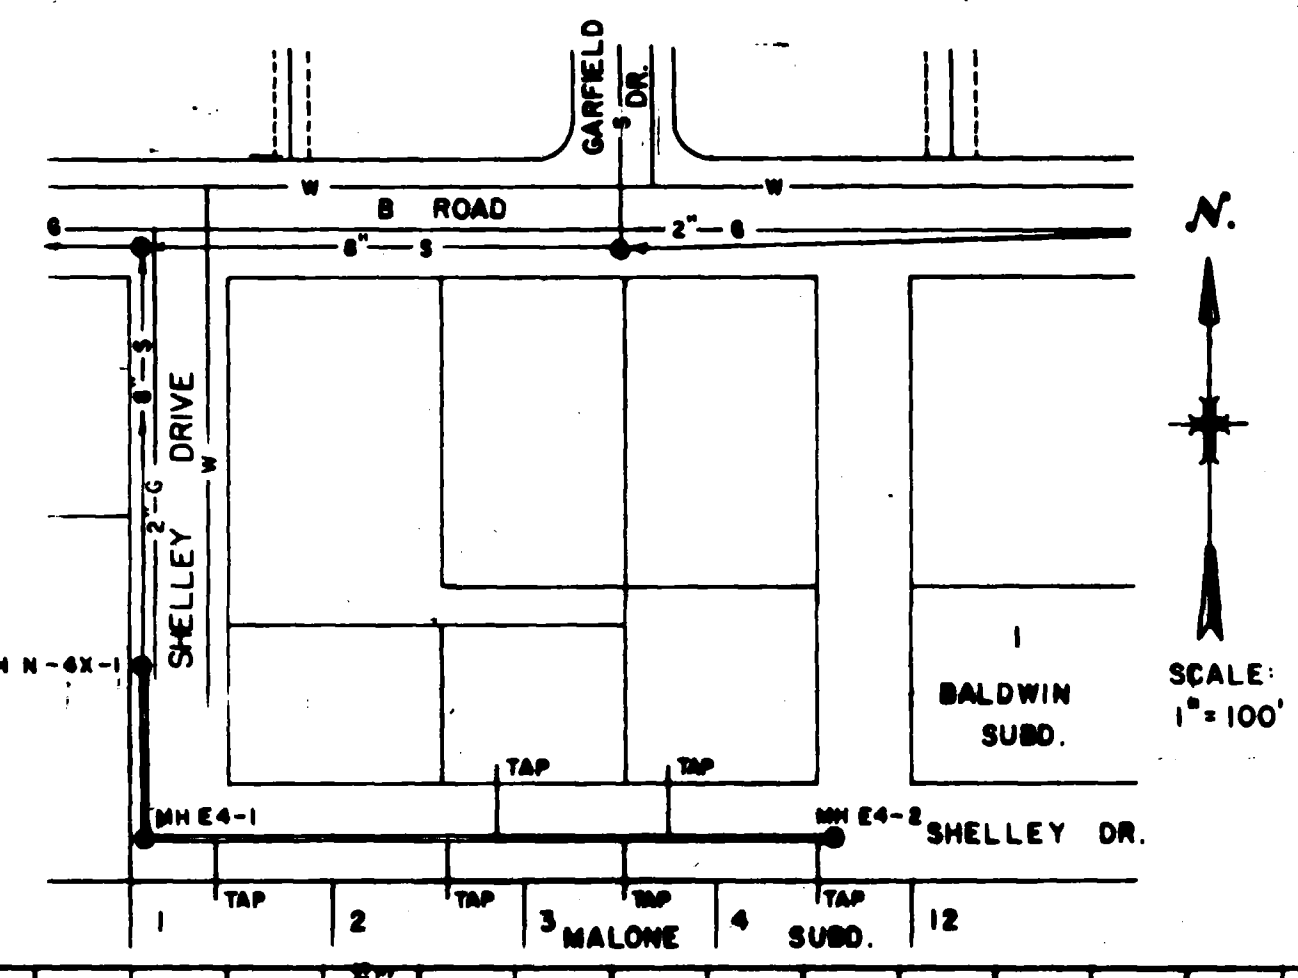 GARFIELD
DR.
S
W
W
B ROAD
G
2"—G
8"—S
N.
8"—S
2"—G
SHELLEY DRIVE
W
N-4X-1
1
BALDWIN
SUBD.
SCALE:
1"=100'
TAP
TAP
MH E4-1
MH E4-2
SHELLEY DR.
TAP
TAP
TAP
TAP
1
2
3
4
12
MALONE SUBD.